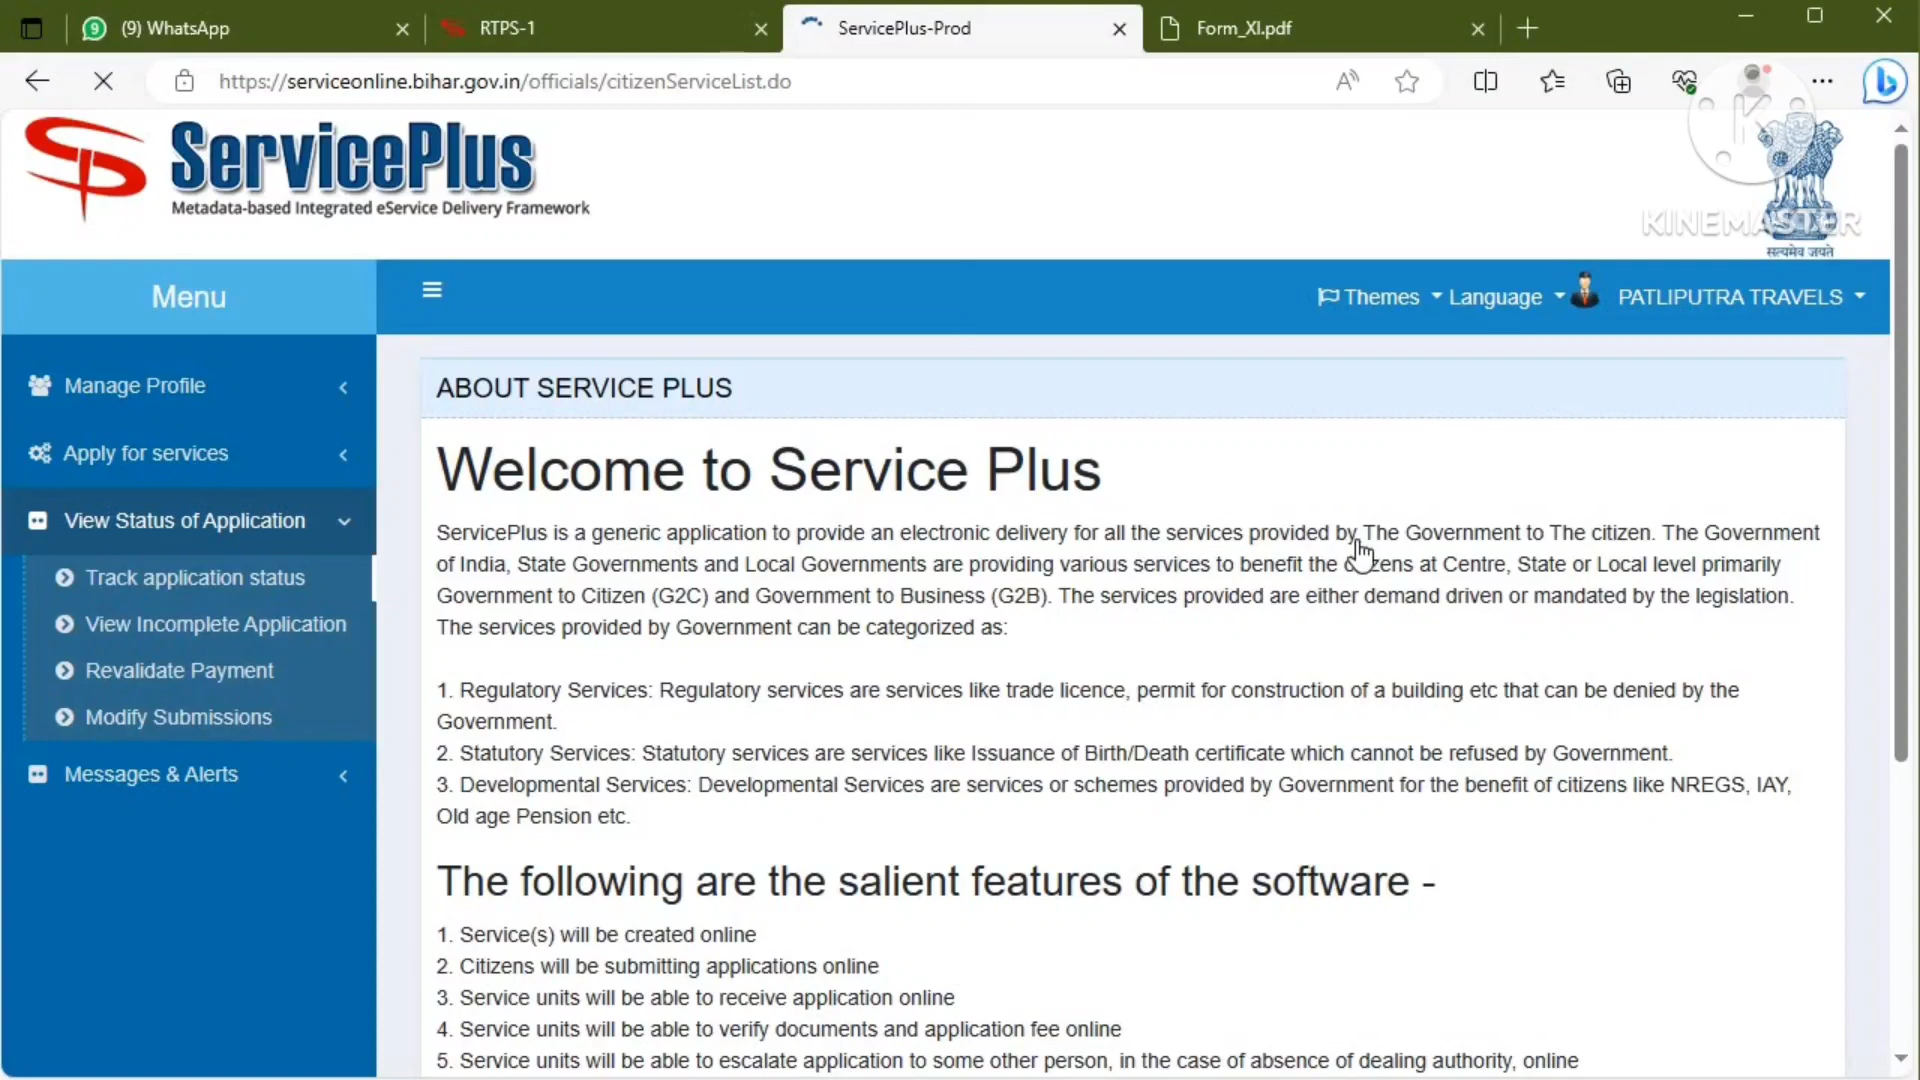 (9) WhatsApp
RTPS-1
ServicePlus-Prod
Form_XI.pdf
https://serviceonline.bihar.gov.in/officials/citizenServiceList.do
ServicePlus
Metadata-based Integrated eService Delivery Framework
KINEMASTER
सत्यमेव जयते
Menu
Themes
Language
PATLIPUTRA TRAVELS
Manage Profile
Apply for services
View Status of Application
Track application status
View Incomplete Application
Revalidate Payment
Modify Submissions
Messages & Alerts
ABOUT SERVICE PLUS
Welcome to Service Plus
ServicePlus is a generic application to provide an electronic delivery for all the services provided by The Government to The citizen. The Government
of India, State Governments and Local Governments are providing various services to benefit the citizens at Centre, State or Local level primarily
Government to Citizen (G2C) and Government to Business (G2B). The services provided are either demand driven or mandated by the legislation.
The services provided by Government can be categorized as:
1. Regulatory Services: Regulatory services are services like trade licence, permit for construction of a building etc that can be denied by the
Government.
2. Statutory Services: Statutory services are services like Issuance of Birth/Death certificate which cannot be refused by Government.
3. Developmental Services: Developmental Services are services or schemes provided by Government for the benefit of citizens like NREGS, IAY,
Old age Pension etc.
The following are the salient features of the software -
1. Service(s) will be created online
2. Citizens will be submitting applications online
3. Service units will be able to receive application online
4. Service units will be able to verify documents and application fee online
5. Service units will be able to escalate application to some other person, in the case of absence of dealing authority, online